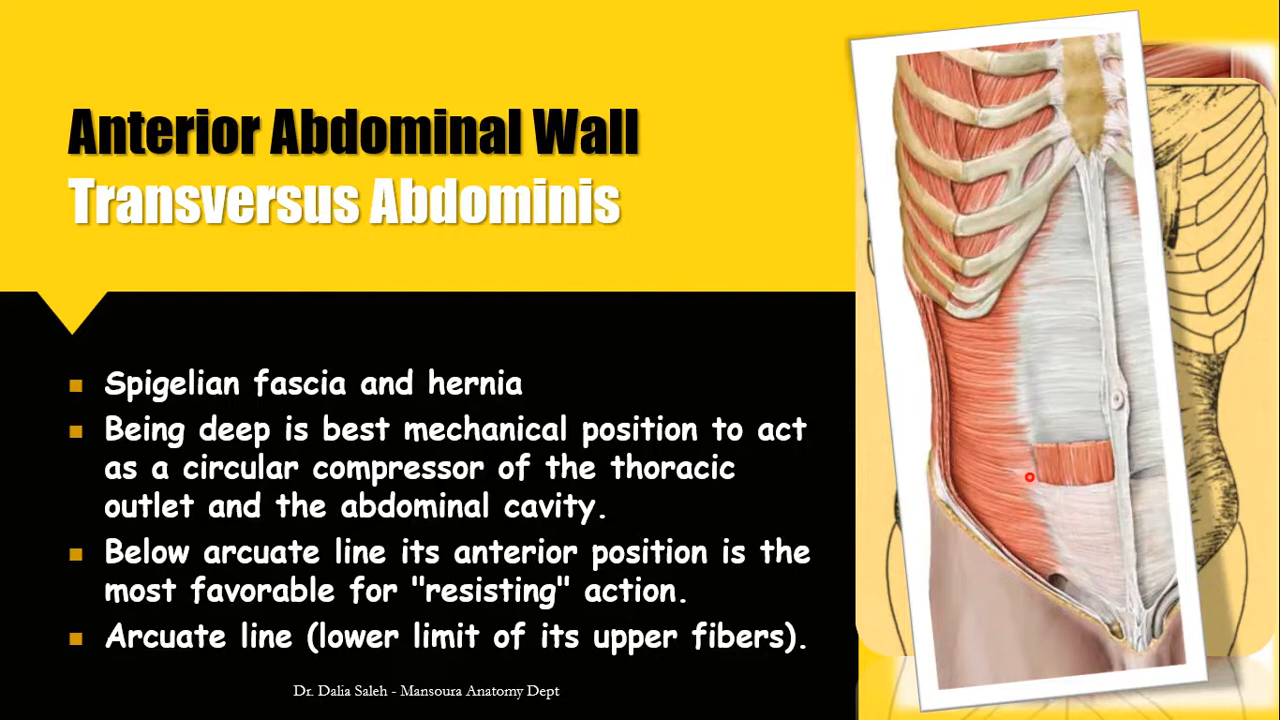 Anterior Abdominal Wall
Transversus Abdominis
Spigelian fascia and hernia
Being deep is best mechanical position to act
as a circular compressor of the thoracic
outlet and the abdominal cavity.
Below arcuate line its anterior position is the
most favorable for "resisting" action.
Arcuate line (lower limit of its upper fibers).
Dr. Dalia Saleh - Mansoura Anatomy Dept